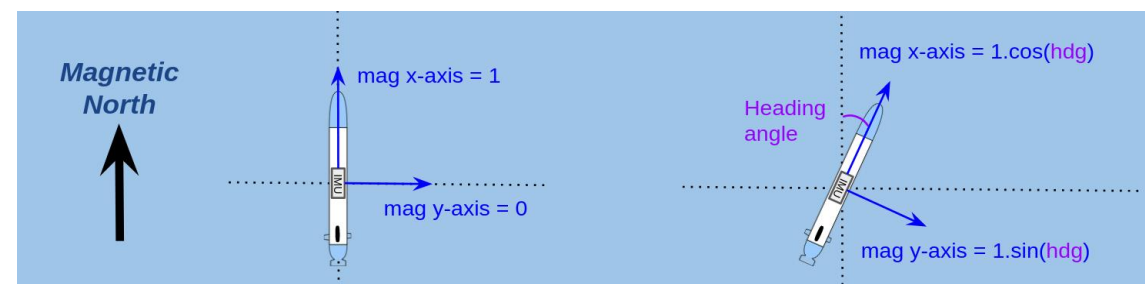 Magnetic
North
mag x-axis = 1
IMU
mag y-axis = 0
mag x-axis = 1.cos(hdg)
Heading
angle
IMU
mag y-axis = 1.sin(hdg)